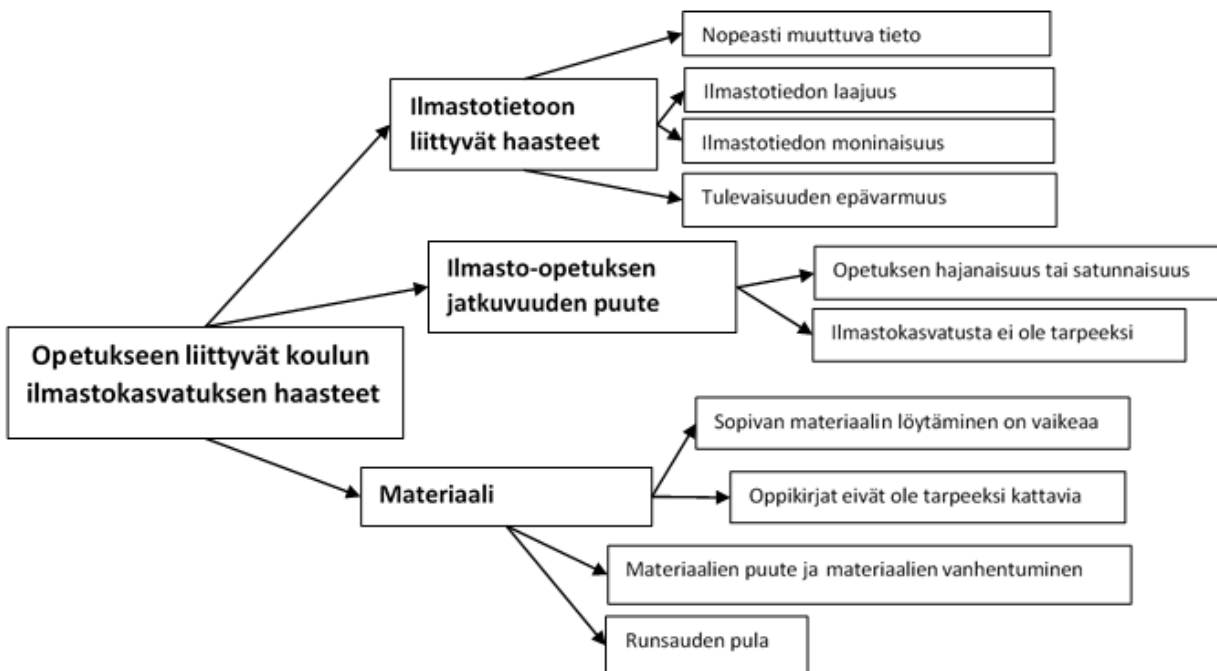 Nopeasti muuttuva tieto
Ilmastotietoon
liittyvät haasteet
Ilmastotiedon laajuus
Ilmastotiedon moninaisuus
Tulevaisuuden epävarmuus
Ilmasto-opetuksen
jatkuvuuden puute
Opetuksen hajanaisuus tai satunnaisuus
Ilmastokasvatusta ei ole tarpeeksi
Opetukseen liittyvät koulun
ilmastokasvatuksen haasteet
Sopivan materiaalin löytäminen on vaikeaa
Materiaali
Oppikirjat eivät ole tarpeeksi kattavia
Materiaalien puute ja materiaalien vanhentuminen
Runsauden pula